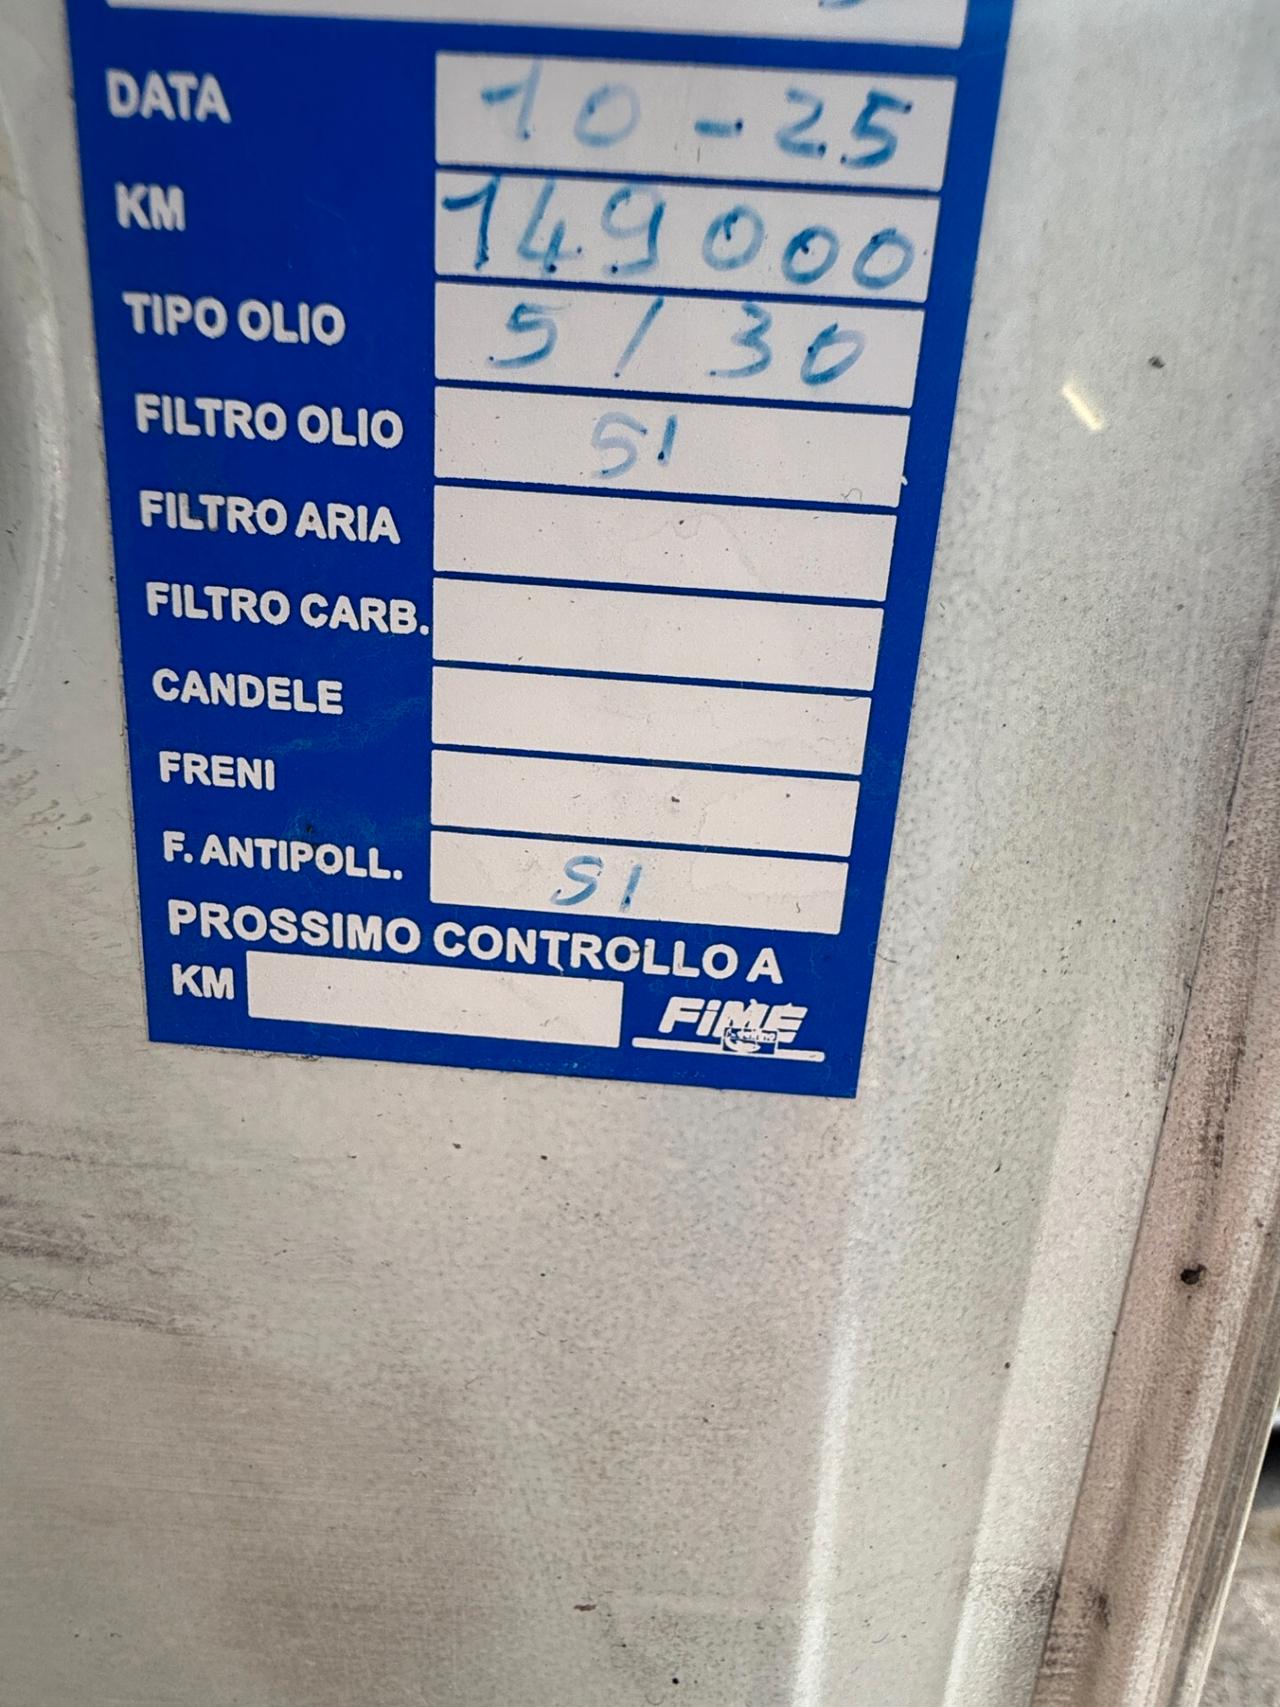 DATA 10-25
KM 149000
TIPO OLIO 5/30
FILTRO OLIO SI
FILTRO ARIA
FILTRO CARB.
CANDELE
FRENI
F. ANTIPOLL. SI
PROSSIMO CONTROLLO A
KM
FiME